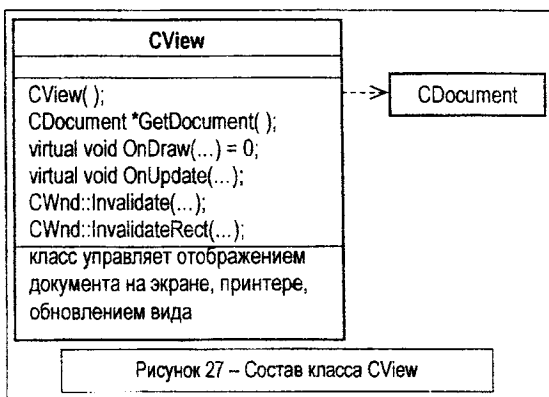 CView
CView( );
CDocument *GetDocument( );
virtual void OnDraw(...) = 0;
virtual void OnUpdate(...);
CWnd::Invalidate(...);
CWnd::InvalidateRect(...);
класс управляет отображением
документа на экране, принтере,
обновлением вида
CDocument
Рисунок 27 – Состав класса CView